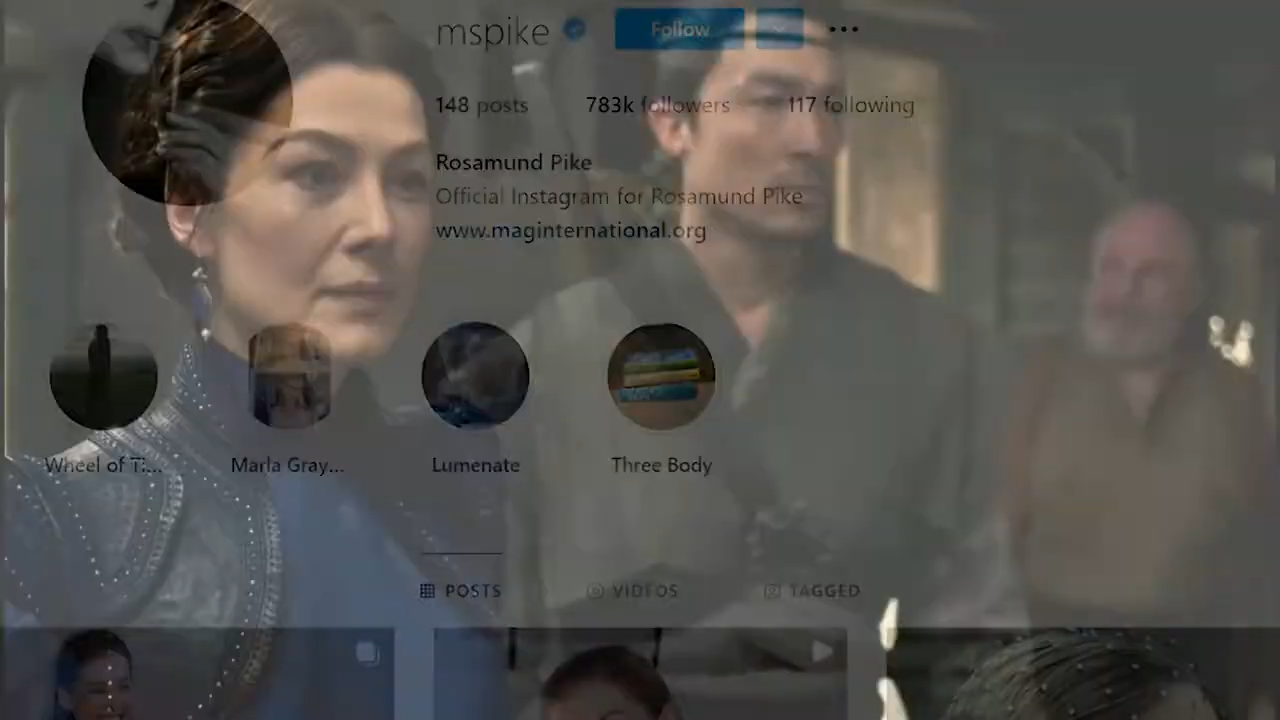 mspike Follow
148 posts 783k followers 117 following
Rosamund Pike
Official Instagram for Rosamund Pike
www.maginternational.org
Wheel of Ti... Marla Gray... Lumenate Three Body
POSTS VIDEOS TAGGED